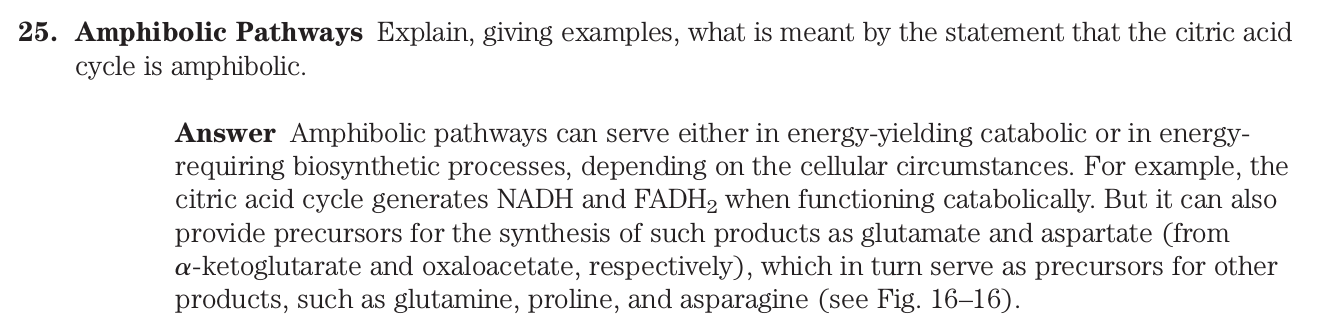 25. Amphibolic Pathways Explain, giving examples, what is meant by the statement that the citric acid
cycle is amphibolic.
Answer Amphibolic pathways can serve either in energy-yielding catabolic or in energy-
requiring biosynthetic processes, depending on the cellular circumstances. For example, the
citric acid cycle generates NADH and FADH₂ when functioning catabolically. But it can also
provide precursors for the synthesis of such products as glutamate and aspartate (from
α-ketoglutarate and oxaloacetate, respectively), which in turn serve as precursors for other
products, such as glutamine, proline, and asparagine (see Fig. 16–16).